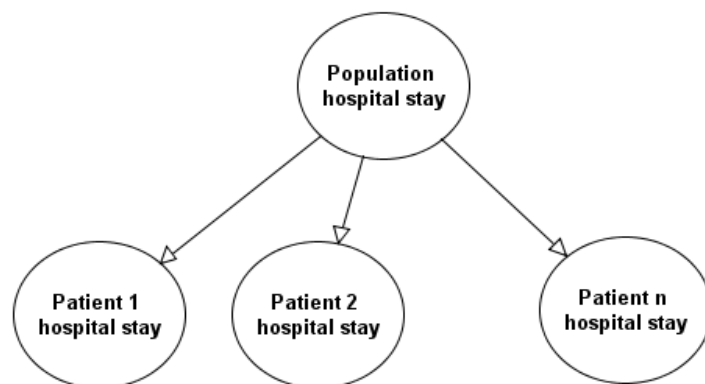 Population
hospital stay
Patient 1
hospital stay
Patient 2
hospital stay
Patient n
hospital stay